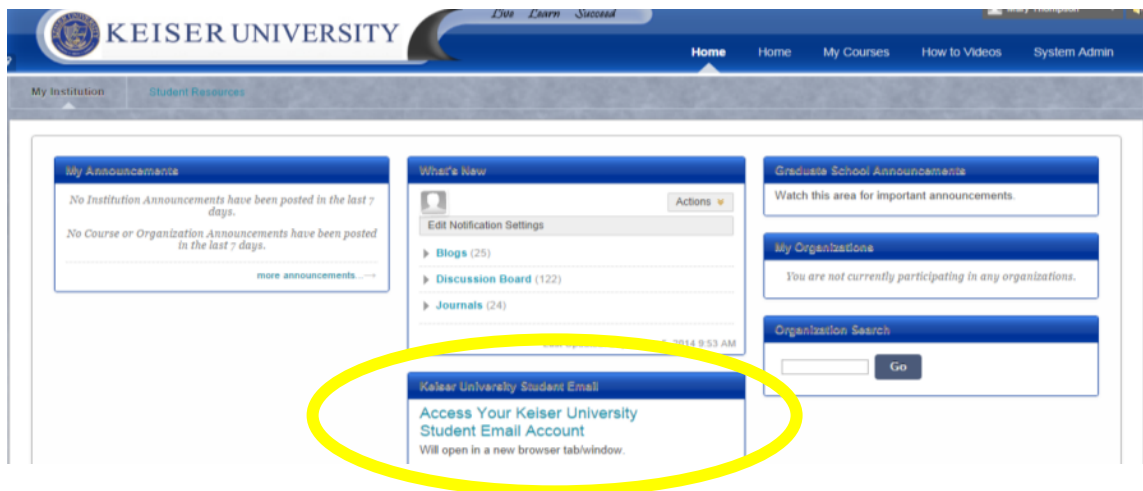 KEISER UNIVERSITY
Live Learn Succeed
Mary Thompson
Home Home My Courses How to Videos System Admin
My Institution Student Resources
My Announcements
No Institution Announcements have been posted in the last 7
days.
No Course or Organization Announcements have been posted
in the last 7 days.
more announcements...
What's New
Actions
Edit Notification Settings
Blogs (25)
Discussion Board (122)
Journals (24)
2014 9:53 AM
Keiser University Student Email
Access Your Keiser University
Student Email Account
Will open in a new browser tab/window.
Graduate School Announcements
Watch this area for important announcements.
My Organizations
You are not currently participating in any organizations.
Organization Search
Go